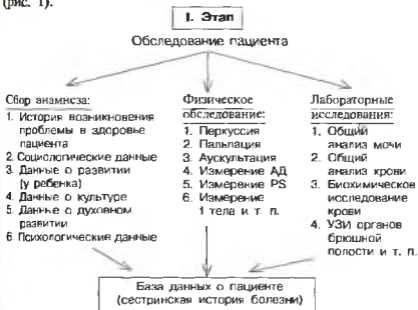 (рис. 1).
I. Этап
Обследование пациента
Сбор анамнеза:
1. История возникновения
проблемы в здоровье
пациента
2. Социологические данные
3. Данные о развитии
(у ребенка)
4. Данные о культуре
5. Данные о духовном
развитии
6. Психологические данные
Физическое
обследование:
1. Перкуссия
2. Пальпация
3. Аускультация
4. Измерение АД
5. Измерение PS
6. Измерение
1 тела и т. п.
Лабораторные
исследования:
1. Общий
анализ мочи
2. Общий
анализ крови
3. Биохимическое
исследование
крови
4. УЗИ органов
брюшной
полости и т. п.
База данных о пациенте
(сестринская история болезни)